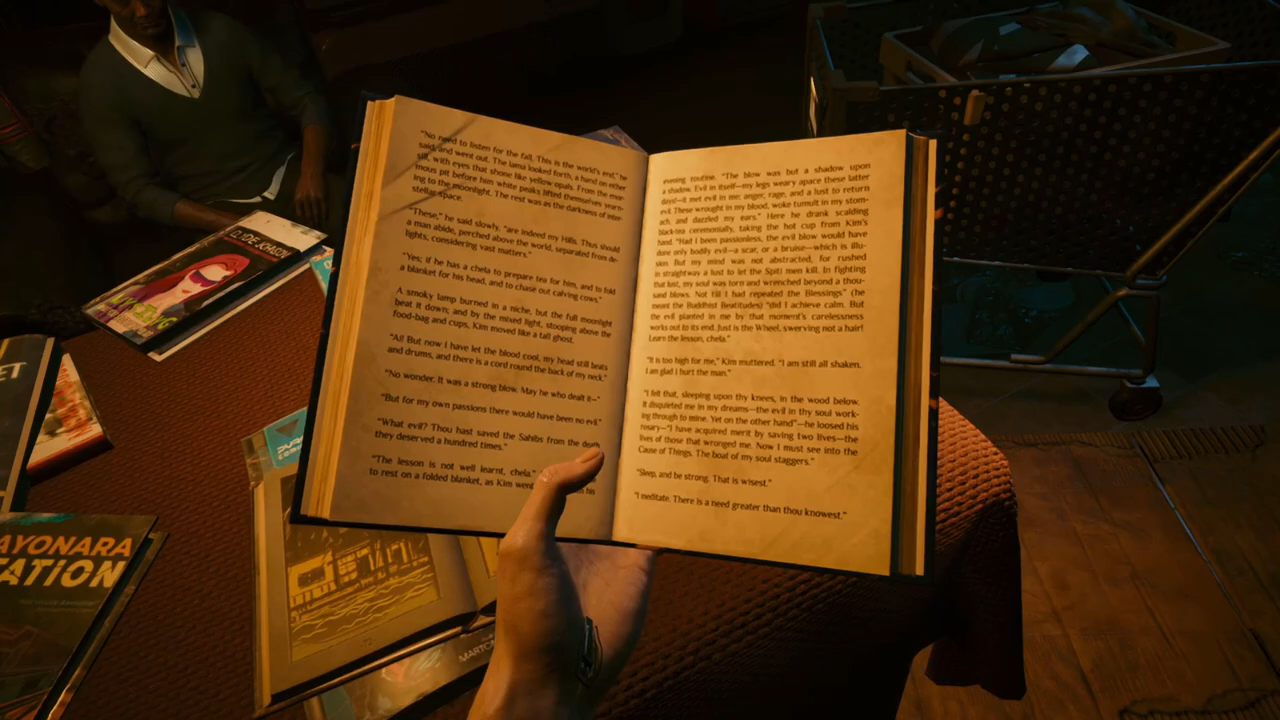 "No need to listen for the fall. This is the world's end," he
said, and went out. The lama looked forth, a hand on either
sill, with eyes that shone like yellow opals. From the enor-
mous pit before him white peaks lifted themselves yearn-
ing to the moonlight. The rest was as the darkness of inter-
stellar space.
"These," he said slowly, "are indeed my Hills. Thus should
a man abide, perched above the world, separated from de-
lights, considering vast matters."
"Yes; if he has a chela to prepare tea for him, and to fold
a blanket for his head, and to chase out calving cows."
A smoky lamp burned in a niche, but the full moonlight
beat it down; and by the mixed light, stooping above the
food-bag and cups, Kim moved like a tall ghost.
"Ai! But now I have let the blood cool, my head still beats
and drums, and there is a cord round the back of my neck."
"No wonder. It was a strong blow. May he who dealt it—"
"But for my own passions there would have been no evil."
"What evil? Thou hast saved the Sahibs from the death
they deserved a hundred times."
"The lesson is not well learnt, chela."
to rest on a folded blanket, as Kim went his
evening routine. "The blow was but a shadow upon
a shadow. Evil in itself—my legs weary apace these latter
days!—it met evil in me: anger, rage, and a lust to return
evil. These wrought in my blood, woke tumult in my stom-
ach, and dazzled my ears." Here he drank scalding
black-tea ceremonially, taking the hot cup from Kim's
hand. "Had I been passionless, the evil blow would have
done only bodily evil—a scar, or a bruise—which is illu-
sion. But my mind was not abstracted, for rushed
in straightway a lust to let the Spiti men kill. In fighting
that lust, my soul was torn and wrenched beyond a thou-
sand blows. Not till I had repeated the Blessings" (he
meant the Buddhist Beatitudes) "did I achieve calm. But
the evil planted in me by that moment's carelessness
works out to its end. Just is the Wheel, swerving not a hair!
Learn the lesson, chela."
"It is too high for me," Kim muttered. "I am still all shaken.
I am glad I hurt the man."
"I felt that, sleeping upon thy knees, in the wood below.
It disquieted me in my dreams—the evil in thy soul work-
ing through to mine. Yet on the other hand"—he loosed his
rosary—"I have acquired merit by saving two lives—the
lives of those that wronged me. Now I must see into the
Cause of Things. The boat of my soul staggers."
"Sleep, and be strong. That is wisest."
"I meditate. There is a need greater than thou knowest."
ET
AYONARA
TATION